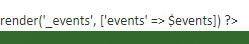 render('_events', ['events' => $events]) ?>